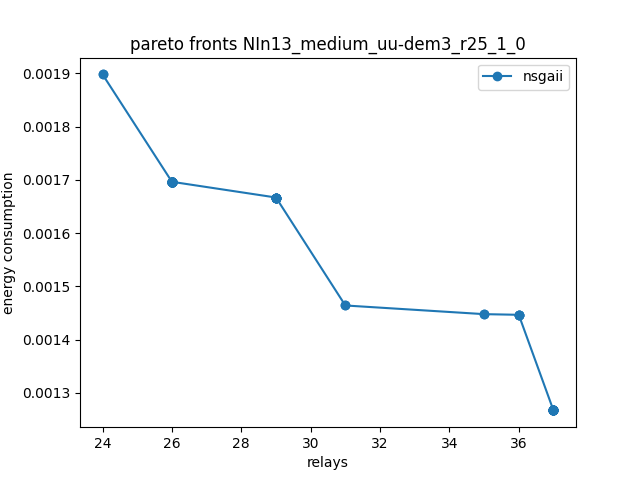 pareto fronts NIn13_medium_uu-dem3_r25_1_0
nsgaii
energy consumption
0.0019
0.0018
0.0017
0.0016
0.0015
0.0014
0.0013
24 26 28 30 32 34 36
relays